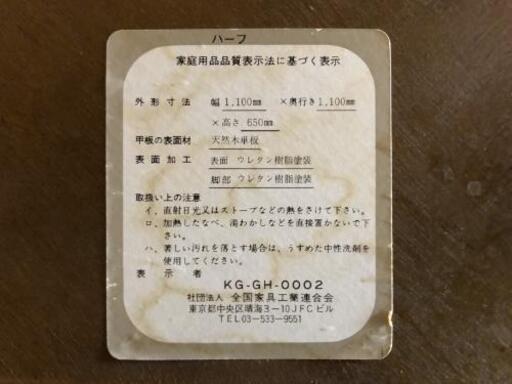 ハーフ
家庭用品品質表示法に基づく表示
外形寸法 幅 1,100㎜ ×奥行き 1,100㎜
×高さ 650㎜
甲板の表面材 天然木単板
表面加工 表面 ウレタン樹脂塗装
脚部 ウレタン樹脂塗装
取扱い上の注意
イ、直射日光又はストーブなどの熱をさけて下さい。
ロ、加熱したなべ、湯わかしなどを直接置かないで下
さい。
ハ、著しい汚れを落とす場合は、うすめた中性洗剤を
使用してください。
表示者
KG-GH-0002
社団法人 全国家具工業連合会
東京都中央区晴海3-10JFCビル
TEL03-533-9551